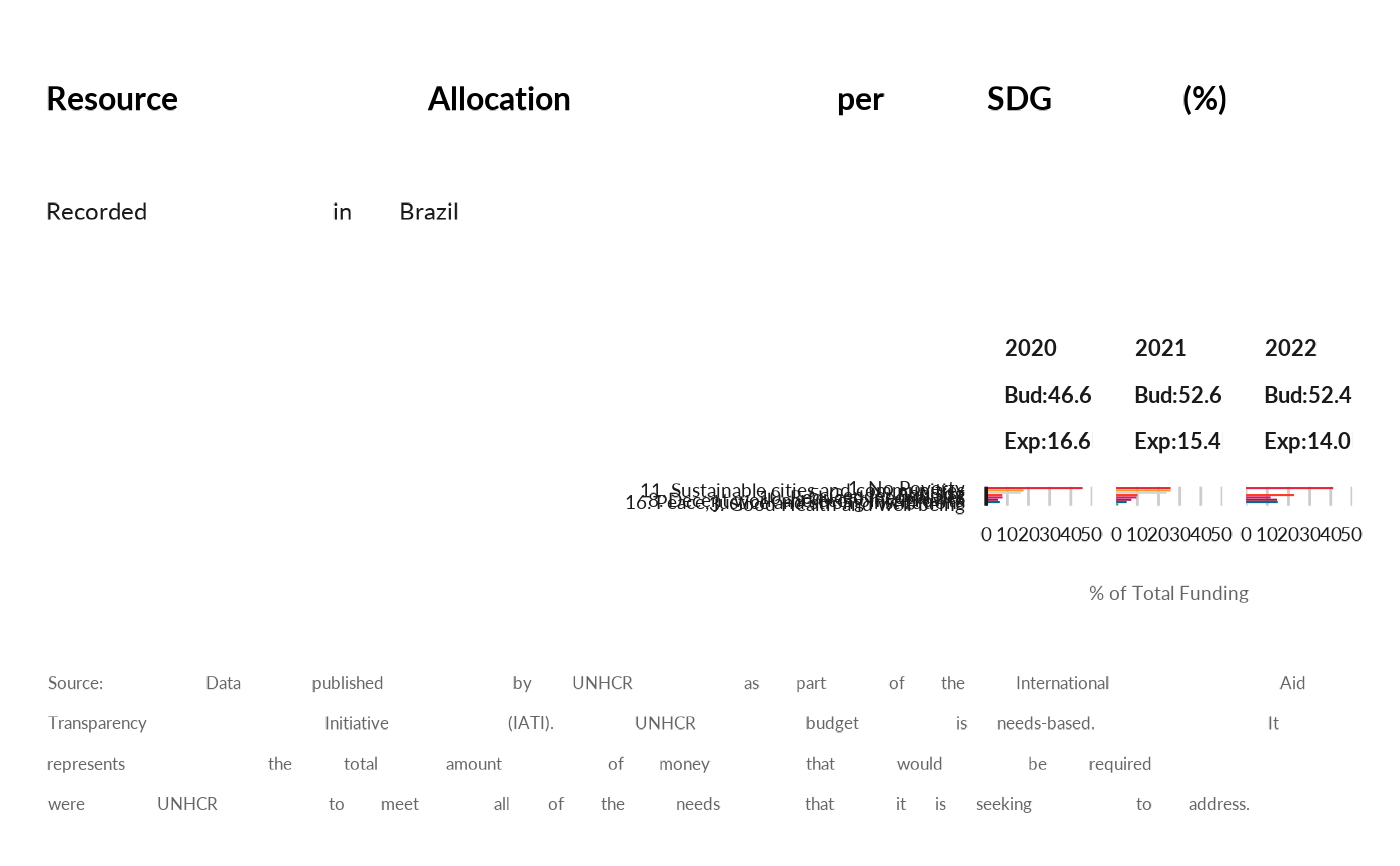 Resource Allocation per SDG (%)
Recorded in Brazil
2020 2021 2022
Bud:46.6 Bud:52.6 Bud:52.4
Exp:16.6 Exp:15.4 Exp:14.0
1. No Poverty
11. Sustainable cities and communities
16. Peace, justice and strong institutions
3. Good Health and well-being
0 10 20 30 40 50 0 10 20 30 40 50 0 10 20 30 40 50
% of Total Funding
Source: Data published by UNHCR as part of the International Aid
Transparency Initiative (IATI). UNHCR budget is needs-based. It
represents the total amount of money that would be required
were UNHCR to meet all of the needs that it is seeking to address.